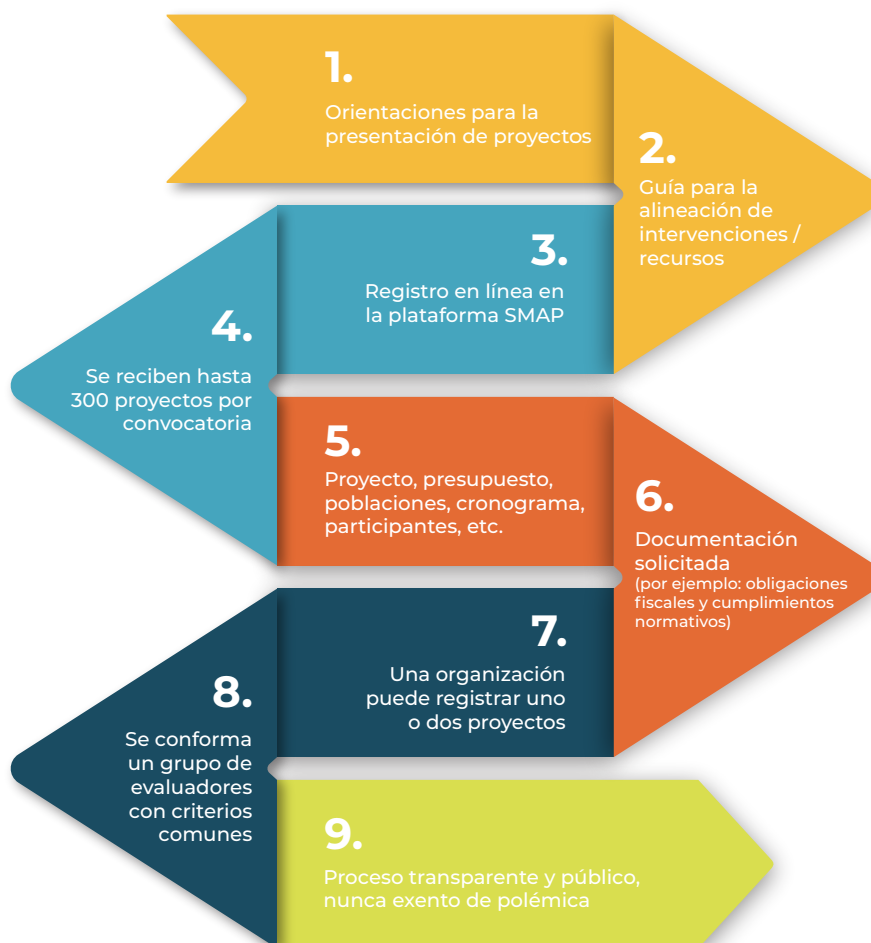 1.
Orientaciones para la
presentación de proyectos
2.
Guía para la
alineación de
intervenciones /
recursos
3.
Registro en línea en
la plataforma SMAP
4.
Se reciben hasta
300 proyectos por
convocatoria
5.
Proyecto, presupuesto,
poblaciones, cronograma,
participantes, etc.
6.
Documentación
solicitada
(por ejemplo: obligaciones
fiscales y cumplimientos
normativos)
7.
Una organización
puede registrar uno
o dos proyectos
8.
Se conforma
un grupo de
evaluadores
con criterios
comunes
9.
Proceso transparente y público,
nunca exento de polémica